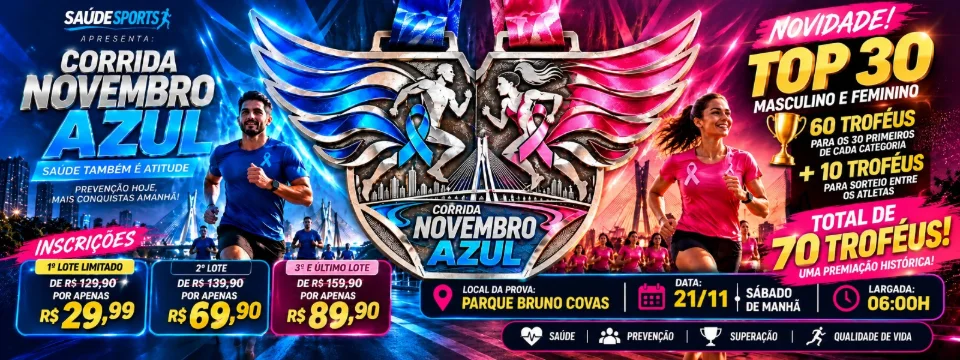 SAÚDESPORTS
APRESENTA:
CORRIDA
NOVEMBRO
AZUL
SAÚDE TAMBÉM É ATITUDE
PREVENÇÃO HOJE,
MAIS CONQUISTAS AMANHÃ!
INSCRIÇÕES
1º LOTE LIMITADO
DE R$ 129,90
POR APENAS
R$ 29,99
2º LOTE
DE R$ 139,90
POR APENAS
R$ 69,90
3º E ÚLTIMO LOTE
DE R$ 159,90
POR APENAS
R$ 89,90
CORRIDA
NOVEMBRO
AZUL
NOVIDADE!
TOP 30
MASCULINO E FEMININO
60 TROFÉUS
PARA OS 30 PRIMEIROS
DE CADA CATEGORIA
+ 10 TROFÉUS
PARA SORTEIO ENTRE
OS ATLETAS
TOTAL DE
70 TROFÉUS!
UMA PREMIAÇÃO HISTÓRICA!
LOCAL DA PROVA:
PARQUE BRUNO COVAS
DATA:
21/11
SÁBADO
DE MANHÃ
LARGADA:
06:00H
SAÚDE
PREVENÇÃO
SUPERAÇÃO
QUALIDADE DE VIDA